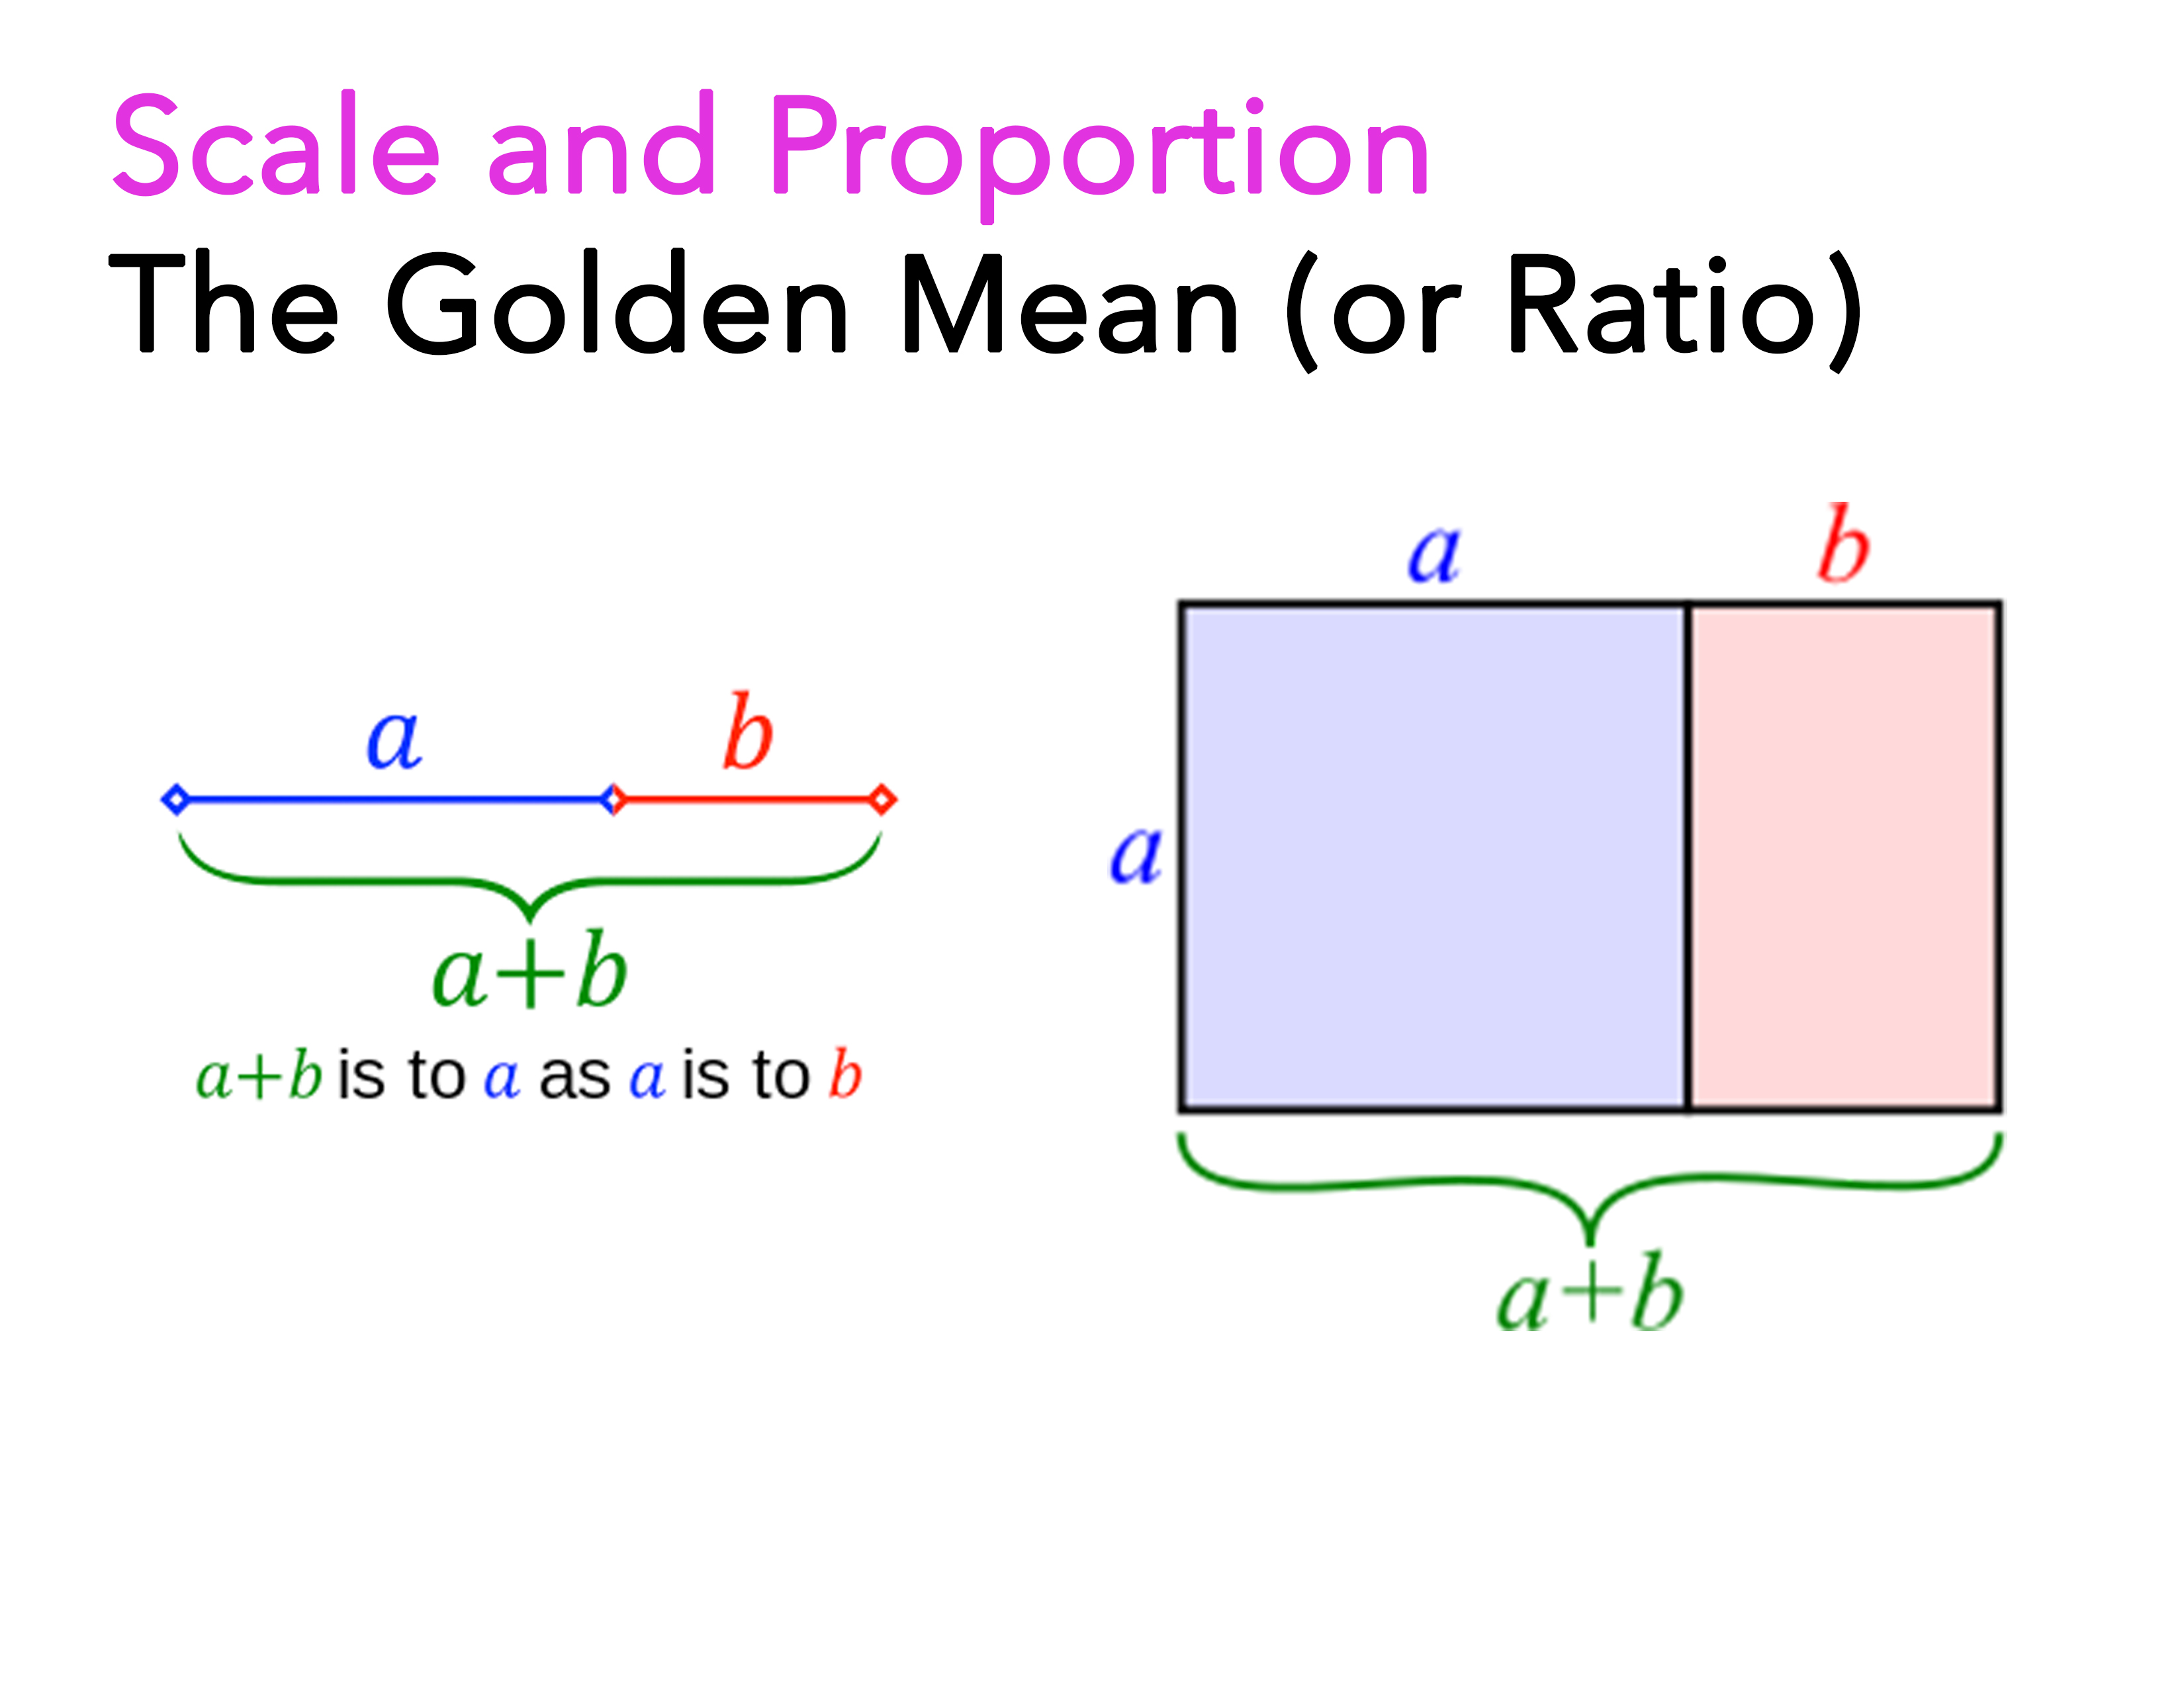 Scale and Proportion
The Golden Mean (or Ratio)
a b
a+b
a+b is to a as a is to b
a b
a
a+b